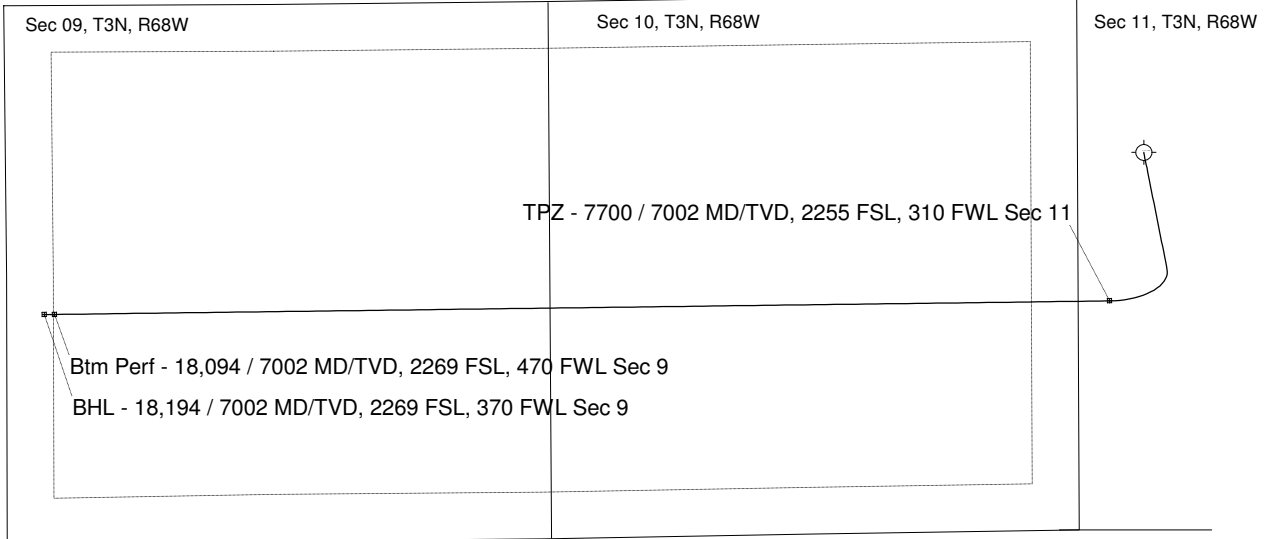 Sec 09, T3N, R68W
Sec 10, T3N, R68W
Sec 11, T3N, R68W
TPZ - 7700 / 7002 MD/TVD, 2255 FSL, 310 FWL Sec 11
Btm Perf - 18,094 / 7002 MD/TVD, 2269 FSL, 470 FWL Sec 9
BHL - 18,194 / 7002 MD/TVD, 2269 FSL, 370 FWL Sec 9